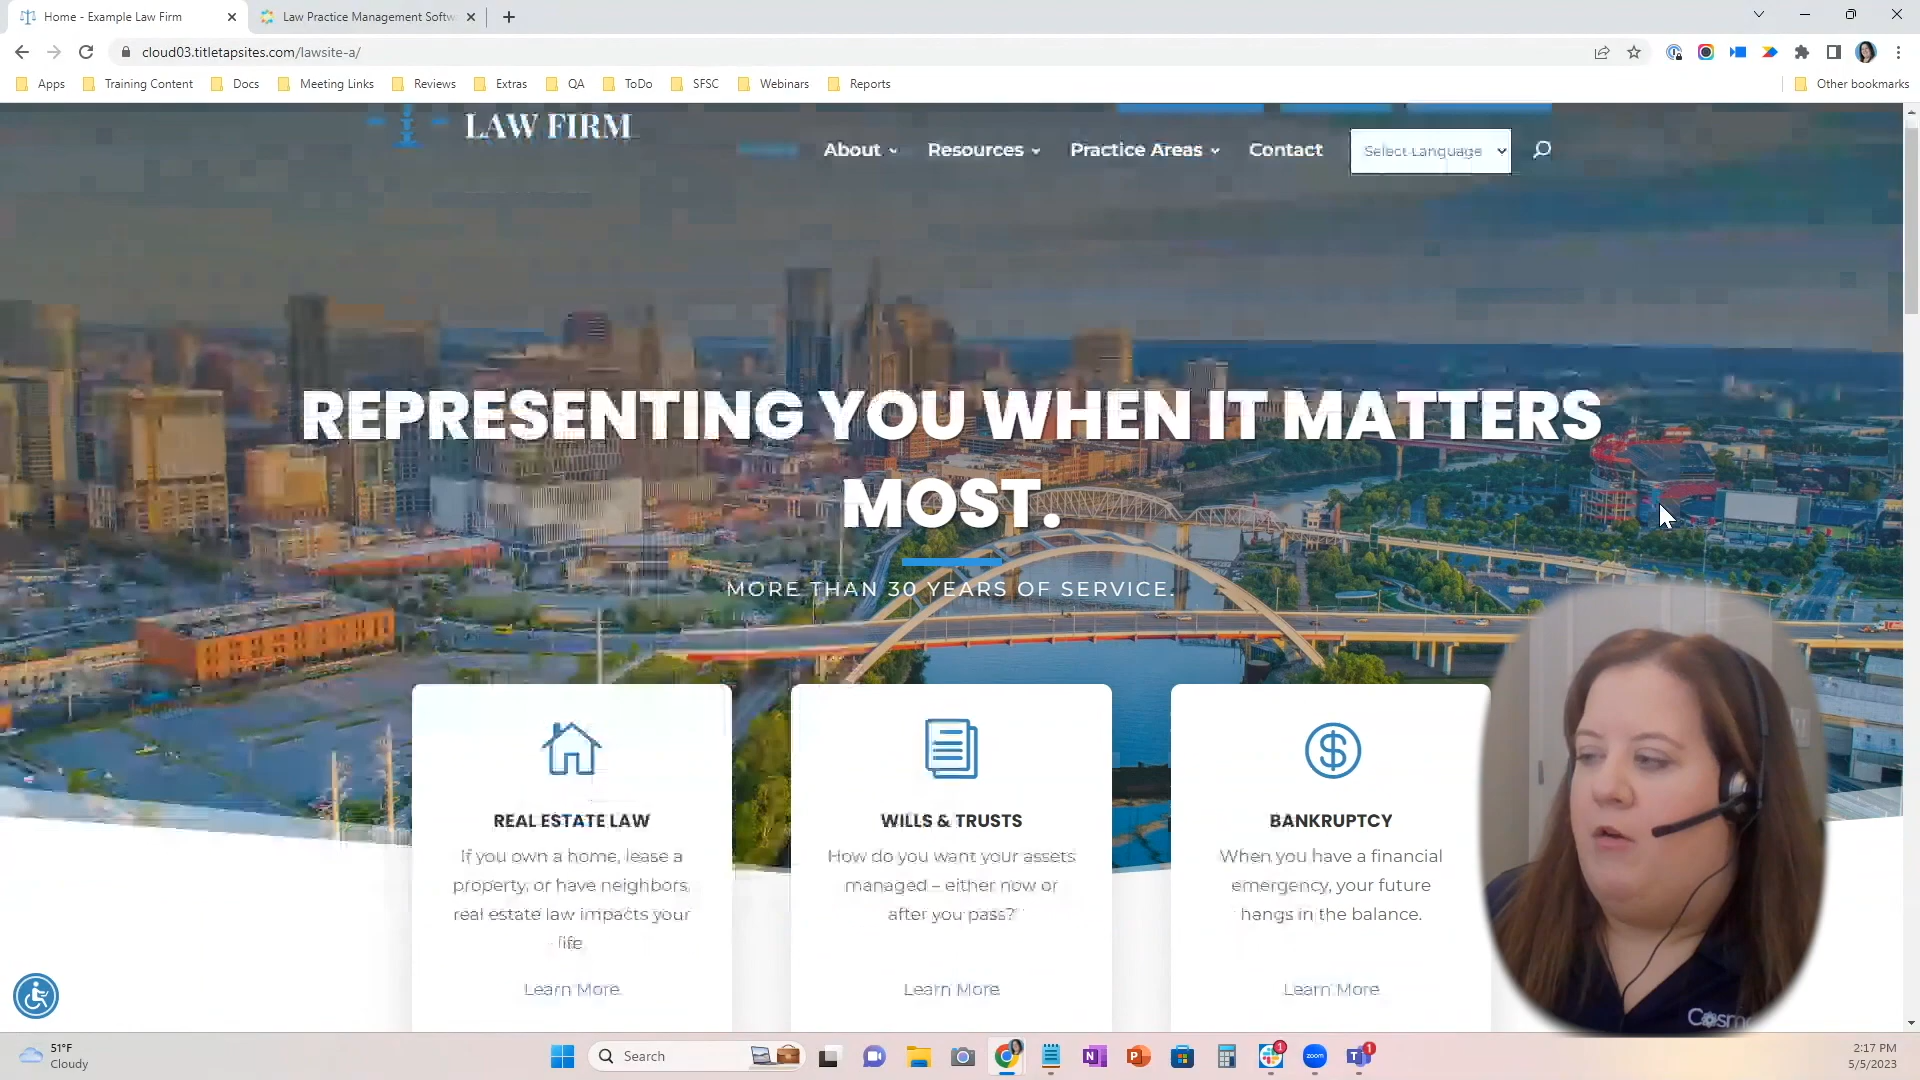 Home - Example Law Firm
Law Practice Management Softw
cloud03.titletapsites.com/lawsite-a/
Apps
Training Content
Docs
Meeting Links
Reviews
Extras
QA
ToDo
SFSC
Webinars
Reports
Other bookmarks
LAW FIRM
About
Resources
Practice Areas
Contact
Select Language
REPRESENTING YOU WHEN IT MATTERS
MOST.
MORE THAN 30 YEARS OF SERVICE.
REAL ESTATE LAW
If you own a home, lease a
property, or have neighbors,
real estate law impacts your
life
Learn More
WILLS & TRUSTS
How do you want your assets
managed – either now or
after you pass?
Learn More
BANKRUPTCY
When you have a financial
emergency, your future
hangs in the balance.
Learn More
51°F
Cloudy
Search
zoom
1
1
2:17 PM
5/5/2023